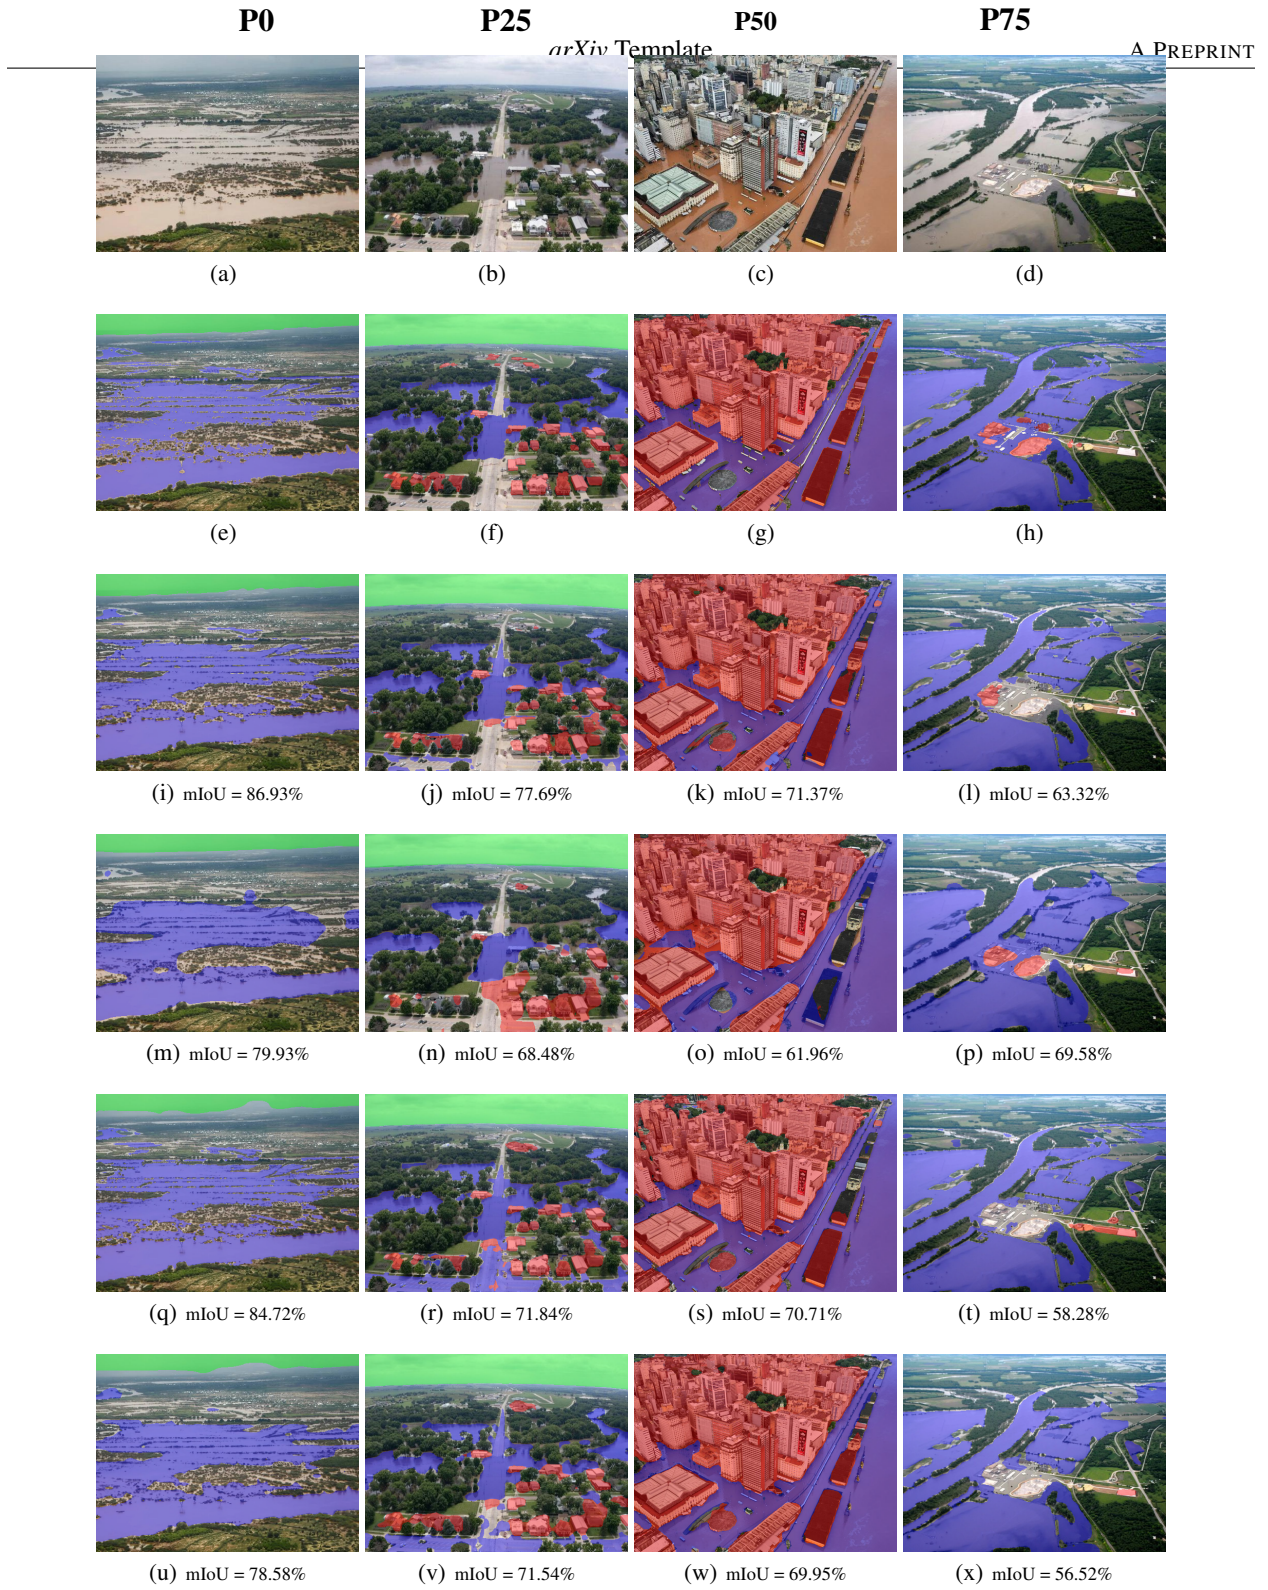 P0 P25 P50 P75
arXiv Template A PREPRINT
(a) (b) (c) (d)
(e) (f) (g) (h)
(i) mIoU = 86.93% (j) mIoU = 77.69% (k) mIoU = 71.37% (l) mIoU = 63.32%
(m) mIoU = 79.93% (n) mIoU = 68.48% (o) mIoU = 61.96% (p) mIoU = 69.58%
(q) mIoU = 84.72% (r) mIoU = 71.84% (s) mIoU = 70.71% (t) mIoU = 58.28%
(u) mIoU = 78.58% (v) mIoU = 71.54% (w) mIoU = 69.95% (x) mIoU = 56.52%